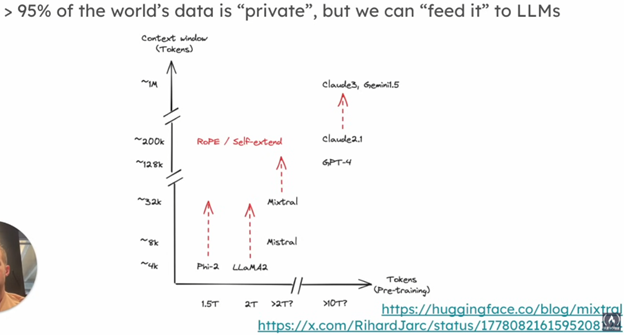 > 95% of the world's data is "private", but we can "feed it" to LLMs
Context window
(Tokens)
~1M
Claude3, Gemini1.5
~200k
RoPE / Self-extend
Claude2.1
~128k
GPT-4
~32k
Mixtral
~8k
Mistral
~4k
Phi-2
LLaMA2
Tokens
(Pre-training)
1.5T
2T
>2T?
>10T?
https://huggingface.co/blog/mixtral
https://x.com/RihardJarc/status/1778082161595208